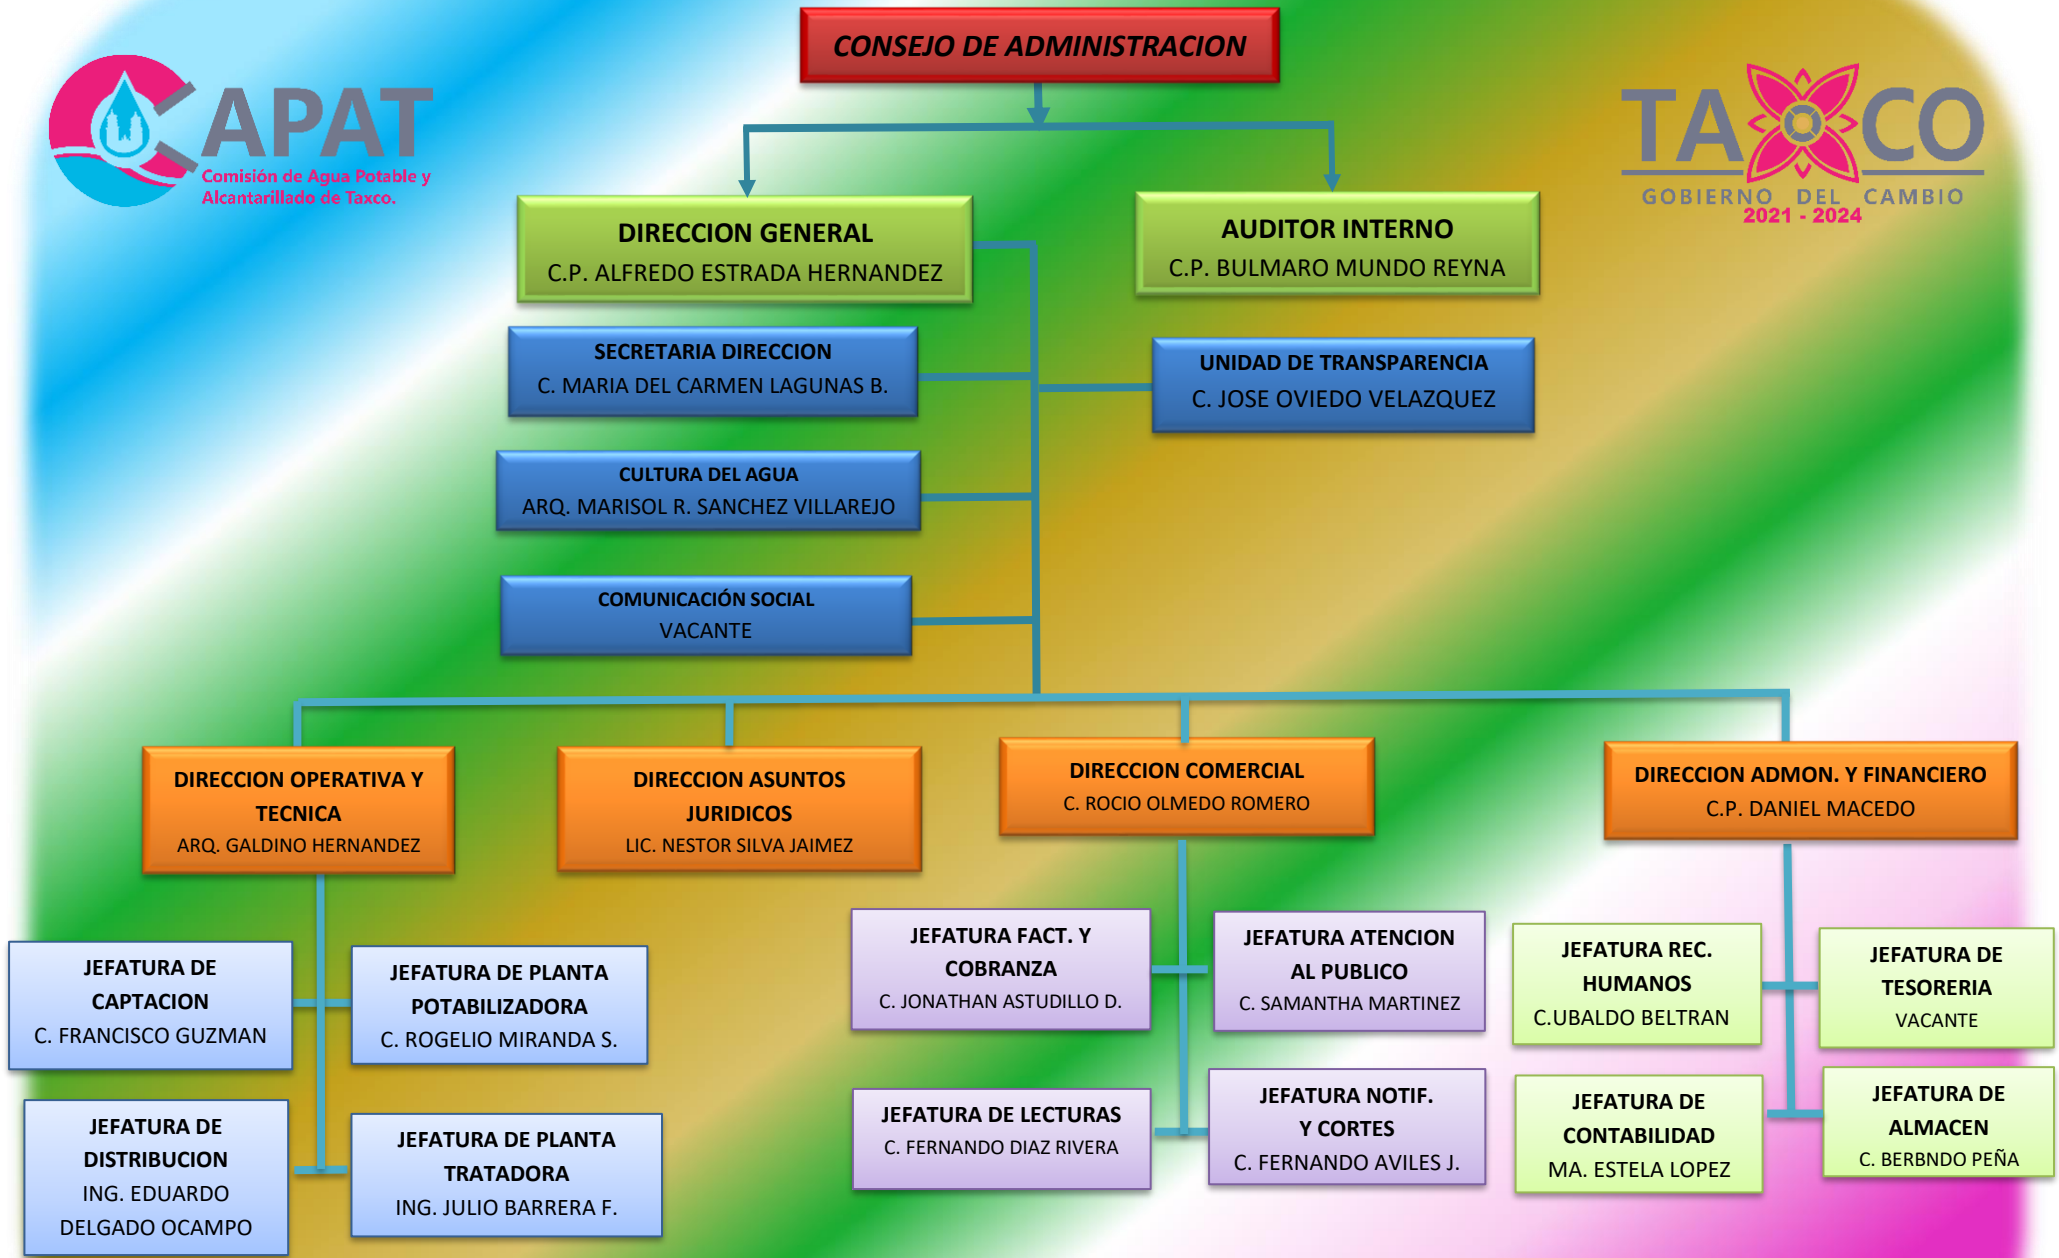 CONSEJO DE ADMINISTRACION
CAPAT
Comisión de Agua Potable y
Alcantarillado de Taxco.
TAXCO
GOBIERNO DEL CAMBIO
2021 - 2024
DIRECCION GENERAL
C.P. ALFREDO ESTRADA HERNANDEZ
AUDITOR INTERNO
C.P. BULMARO MUNDO REYNA
SECRETARIA DIRECCION
C. MARIA DEL CARMEN LAGUNAS B.
UNIDAD DE TRANSPARENCIA
C. JOSE OVIEDO VELAZQUEZ
CULTURA DEL AGUA
ARQ. MARISOL R. SANCHEZ VILLAREJO
COMUNICACIÓN SOCIAL
VACANTE
DIRECCION OPERATIVA Y
TECNICA
ARQ. GALDINO HERNANDEZ
DIRECCION ASUNTOS
JURIDICOS
LIC. NESTOR SILVA JAIMEZ
DIRECCION COMERCIAL
C. ROCIO OLMEDO ROMERO
DIRECCION ADMON. Y FINANCIERO
C.P. DANIEL MACEDO
JEFATURA DE
CAPTACION
C. FRANCISCO GUZMAN
JEFATURA DE PLANTA
POTABILIZADORA
C. ROGELIO MIRANDA S.
JEFATURA FACT. Y
COBRANZA
C. JONATHAN ASTUDILLO D.
JEFATURA ATENCION
AL PUBLICO
C. SAMANTHA MARTINEZ
JEFATURA REC.
HUMANOS
C.UBALDO BELTRAN
JEFATURA DE
TESORERIA
VACANTE
JEFATURA DE
DISTRIBUCION
ING. EDUARDO
DELGADO OCAMPO
JEFATURA DE PLANTA
TRATADORA
ING. JULIO BARRERA F.
JEFATURA DE LECTURAS
C. FERNANDO DIAZ RIVERA
JEFATURA NOTIF.
Y CORTES
C. FERNANDO AVILES J.
JEFATURA DE
CONTABILIDAD
MA. ESTELA LOPEZ
JEFATURA DE
ALMACEN
C. BERBNDO PEÑA